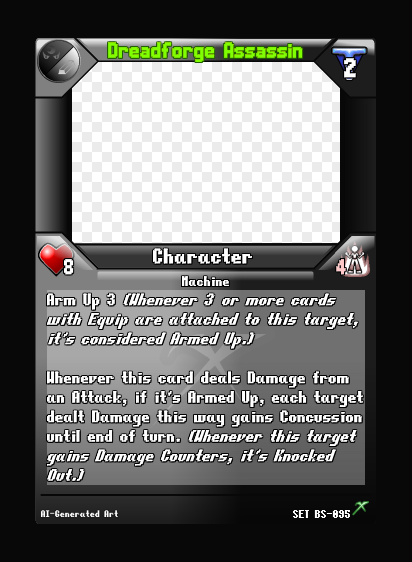 Dreadforge Assassin
2
Character
8
4
Machine
Arm Up 3 (Whenever 3 or more cards
with Equip are attached to this target,
it's considered Armed Up.)
Whenever this card deals Damage from
an Attack, if it's Armed Up, each target
dealt Damage this way gains Concussion
until end of turn. (Whenever this target
gains Damage Counters, it's Knocked
Out.)
AI-Generated Art
SET BS-095